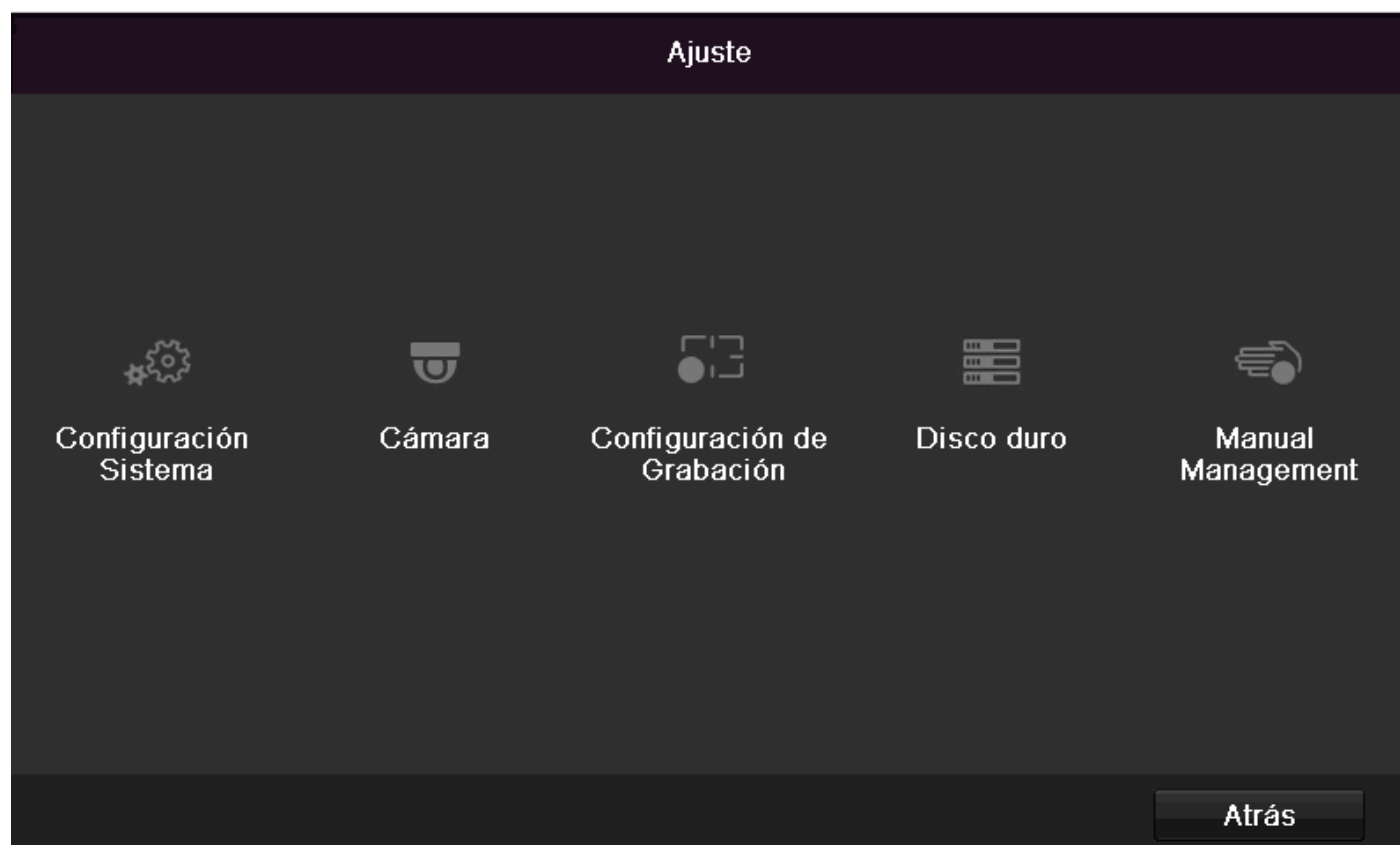 Ajuste
Configuración
Sistema
Cámara
Configuración de
Grabación
Disco duro
Manual
Management
Atrás